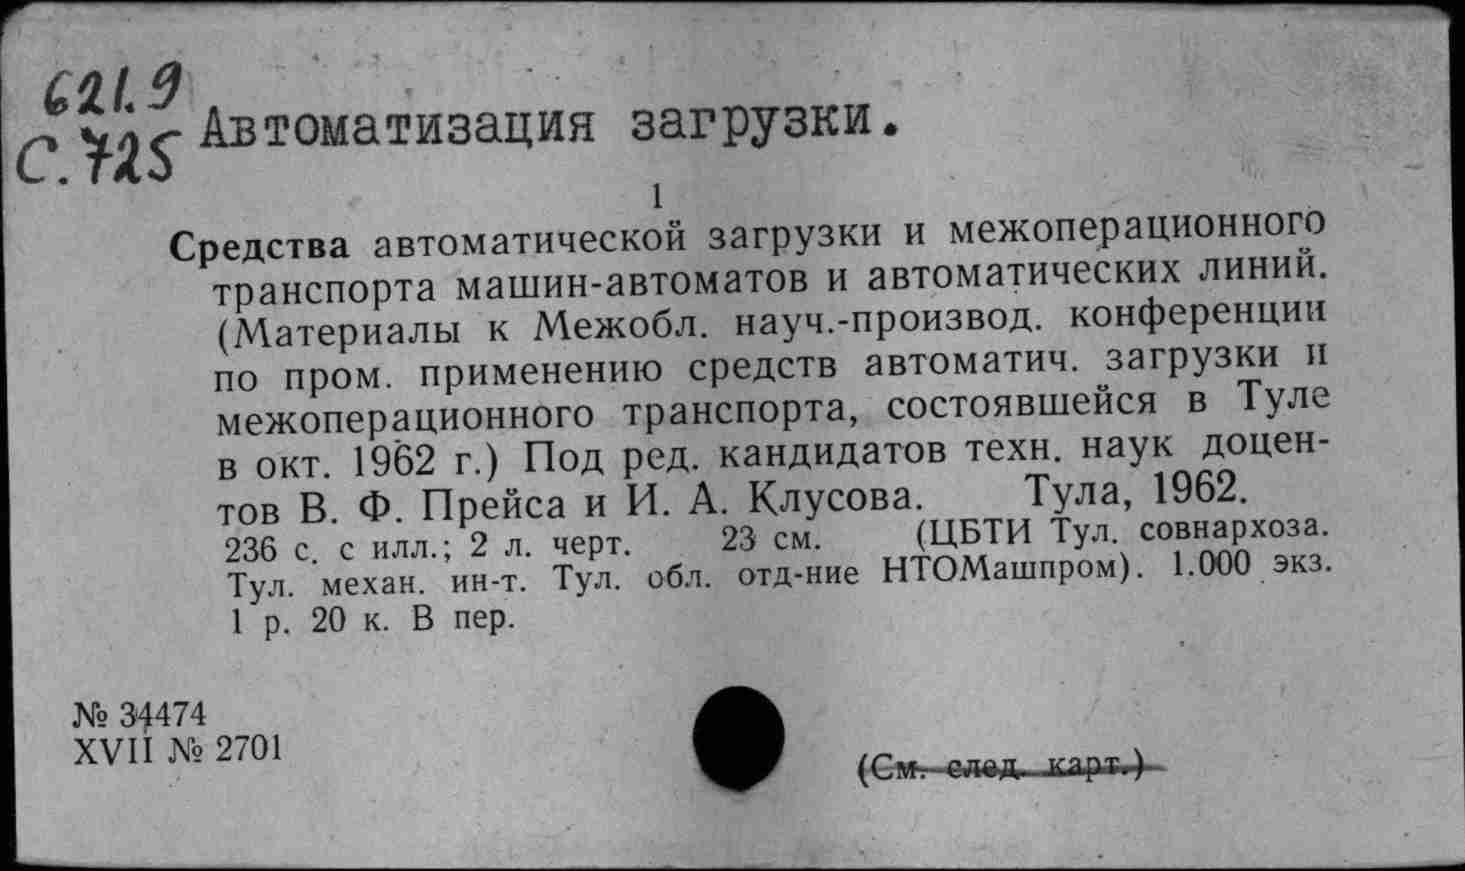 621.9
С.725
Автоматизация загрузки.
1
Средства автоматической загрузки и межоперационного
транспорта машин-автоматов и автоматических линий.
(Материалы к Межобл. науч.-производ. конференции
по пром. применению средств автоматич. загрузки и
межоперационного транспорта, состоявшейся в Туле
в окт. 1962 г.) Под ред. кандидатов техн. наук доцен-
тов В. Ф. Прейса и И. А. Клусова. Тула, 1962.
236 с. с илл.; 2 л. черт. 23 см. (ЦБТИ Тул. совнархоза.
Тул. механ. ин-т. Тул. обл. отд-ние НТОМашпром). 1.000 экз.
1 р. 20 к. В пер.
№ 34474
XVII № 2701
(См. след. карт.)